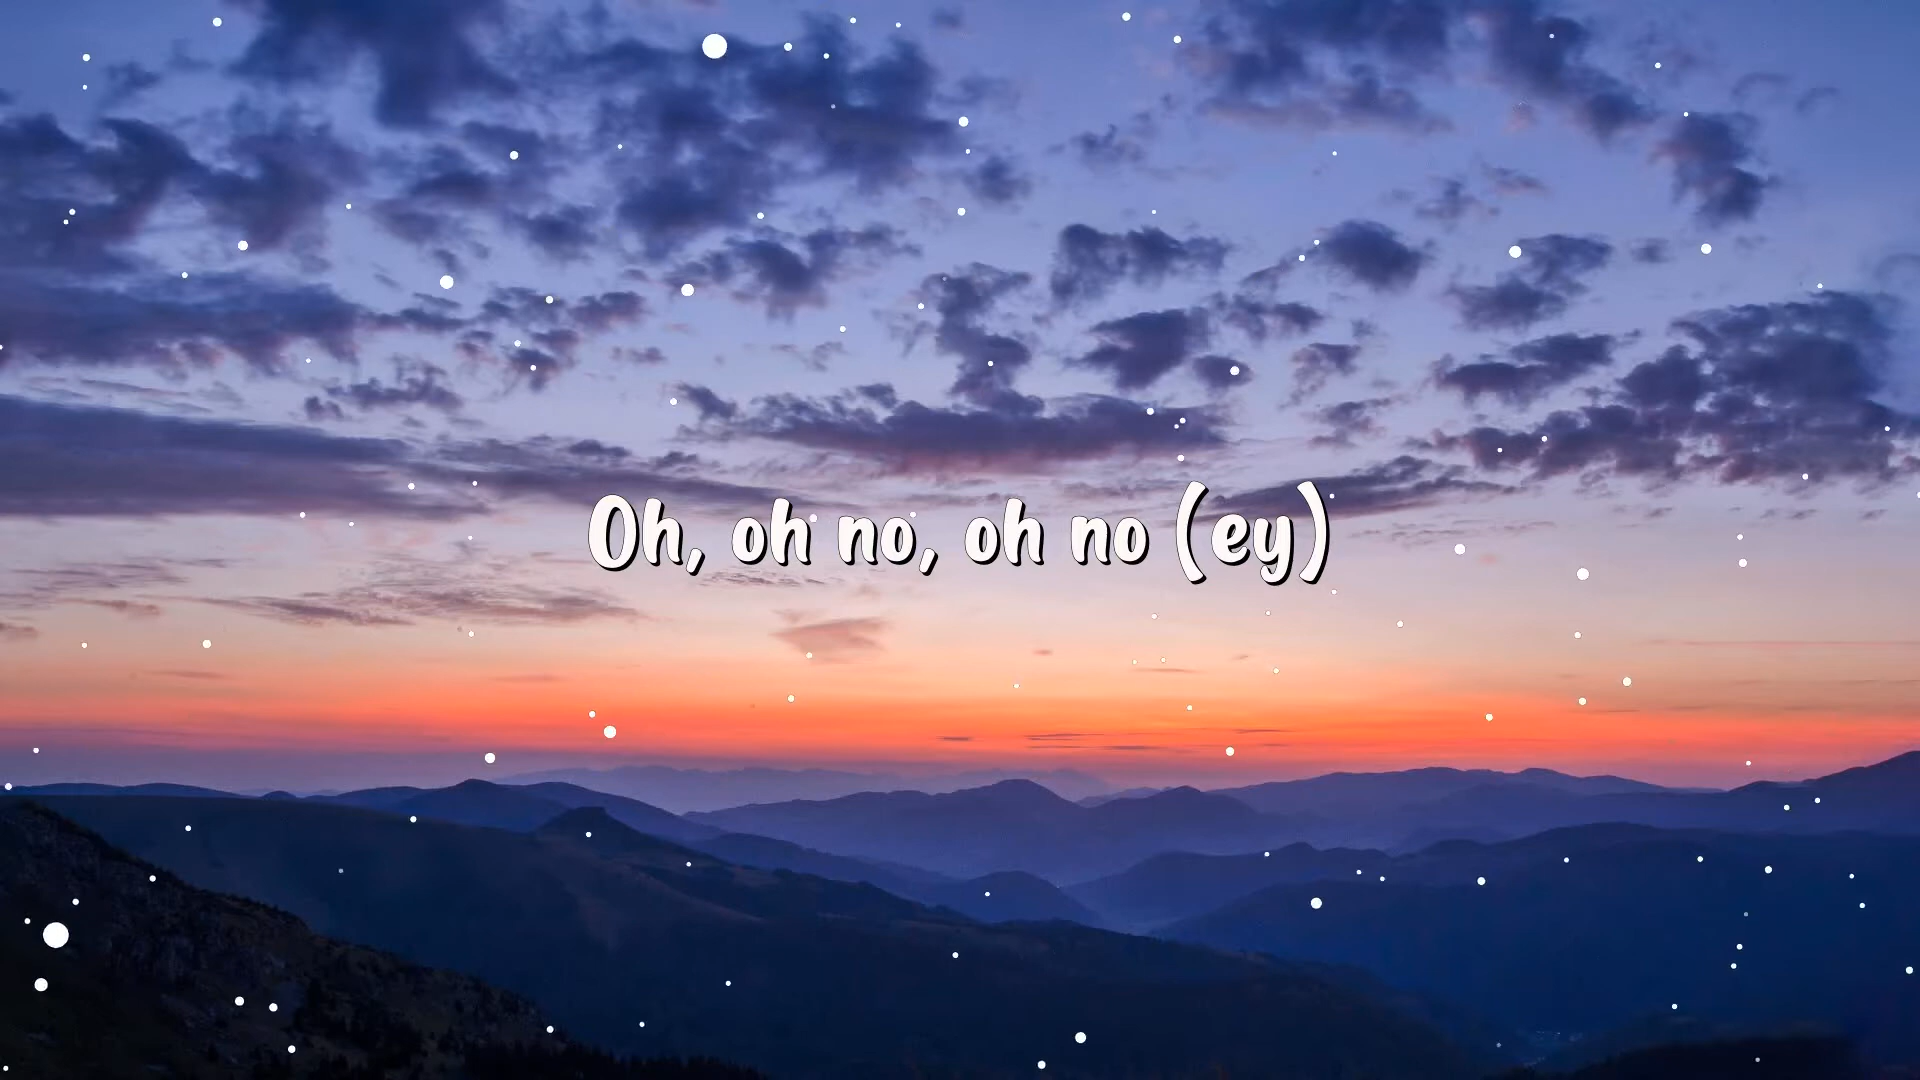 Oh, oh no, oh no (ey)